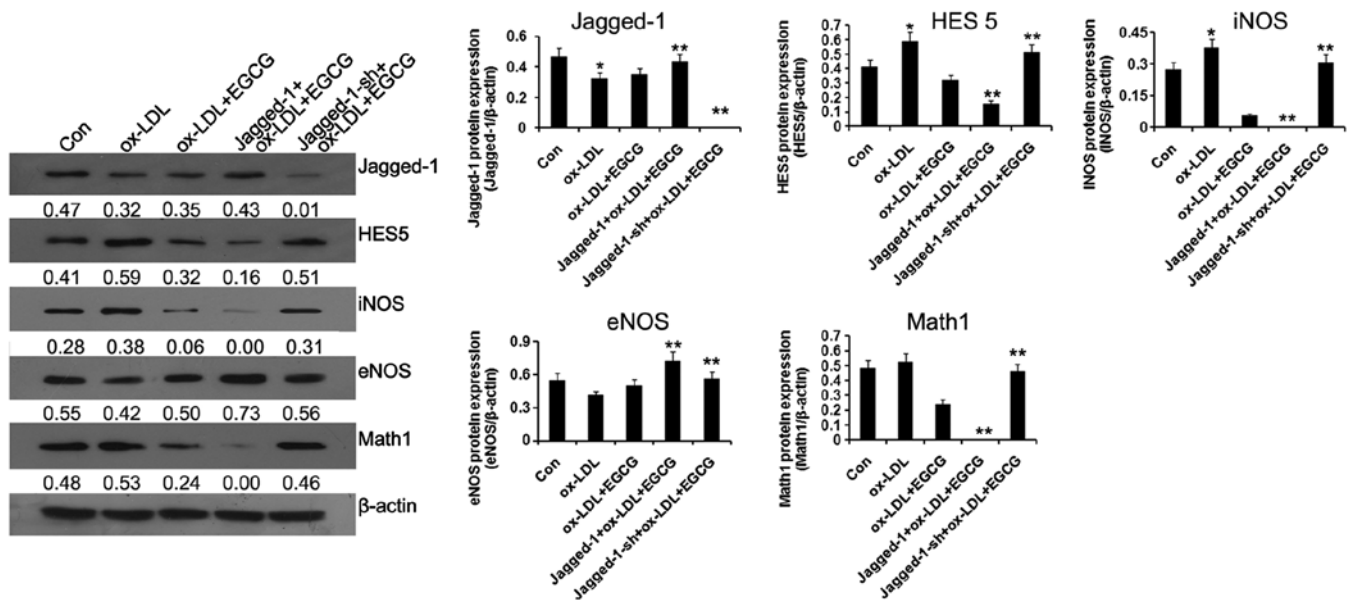 Con
ox-LDL
ox-LDL+EGCG
Jagged-1+
ox-LDL+EGCG
Jagged-1-sh+
ox-LDL+EGCG
Jagged-1
0.47 0.32 0.35 0.43 0.01
HES5
0.41 0.59 0.32 0.16 0.51
iNOS
0.28 0.38 0.06 0.00 0.31
eNOS
0.55 0.42 0.50 0.73 0.56
Math1
0.48 0.53 0.24 0.00 0.46
β-actin
Jagged-1
Jagged-1 protein expression
(Jagged-1/β-actin)
0.6
0.4
0.2
0
*
**
**
Con
ox-LDL
ox-LDL+EGCG
Jagged-1+ox-LDL+EGCG
Jagged-1-sh+ox-LDL+EGCG
HES 5
HES5 protein expression
(HES5/β-actin)
0.7
0.6
0.5
0.4
0.3
0.2
0.1
0
*
**
**
Con
ox-LDL
ox-LDL+EGCG
Jagged-1+ox-LDL+EGCG
Jagged-1-sh+ox-LDL+EGCG
iNOS
iNOS protein expression
(iNOS/β-actin)
0.45
0.3
0.15
0
*
**
**
Con
ox-LDL
ox-LDL+EGCG
Jagged-1+ox-LDL+EGCG
Jagged-1-sh+ox-LDL+EGCG
eNOS
eNOS protein expression
(eNOS/β-actin)
0.9
0.6
0.3
0
**
**
Con
ox-LDL
ox-LDL+EGCG
Jagged-1+ox-LDL+EGCG
Jagged-1-sh+ox-LDL+EGCG
Math1
Math1 protein expression
(Math1/β-actin)
0.7
0.6
0.5
0.4
0.3
0.2
0.1
0
**
**
Con
ox-LDL
ox-LDL+EGCG
Jagged-1+ox-LDL+EGCG
Jagged-1-sh+ox-LDL+EGCG